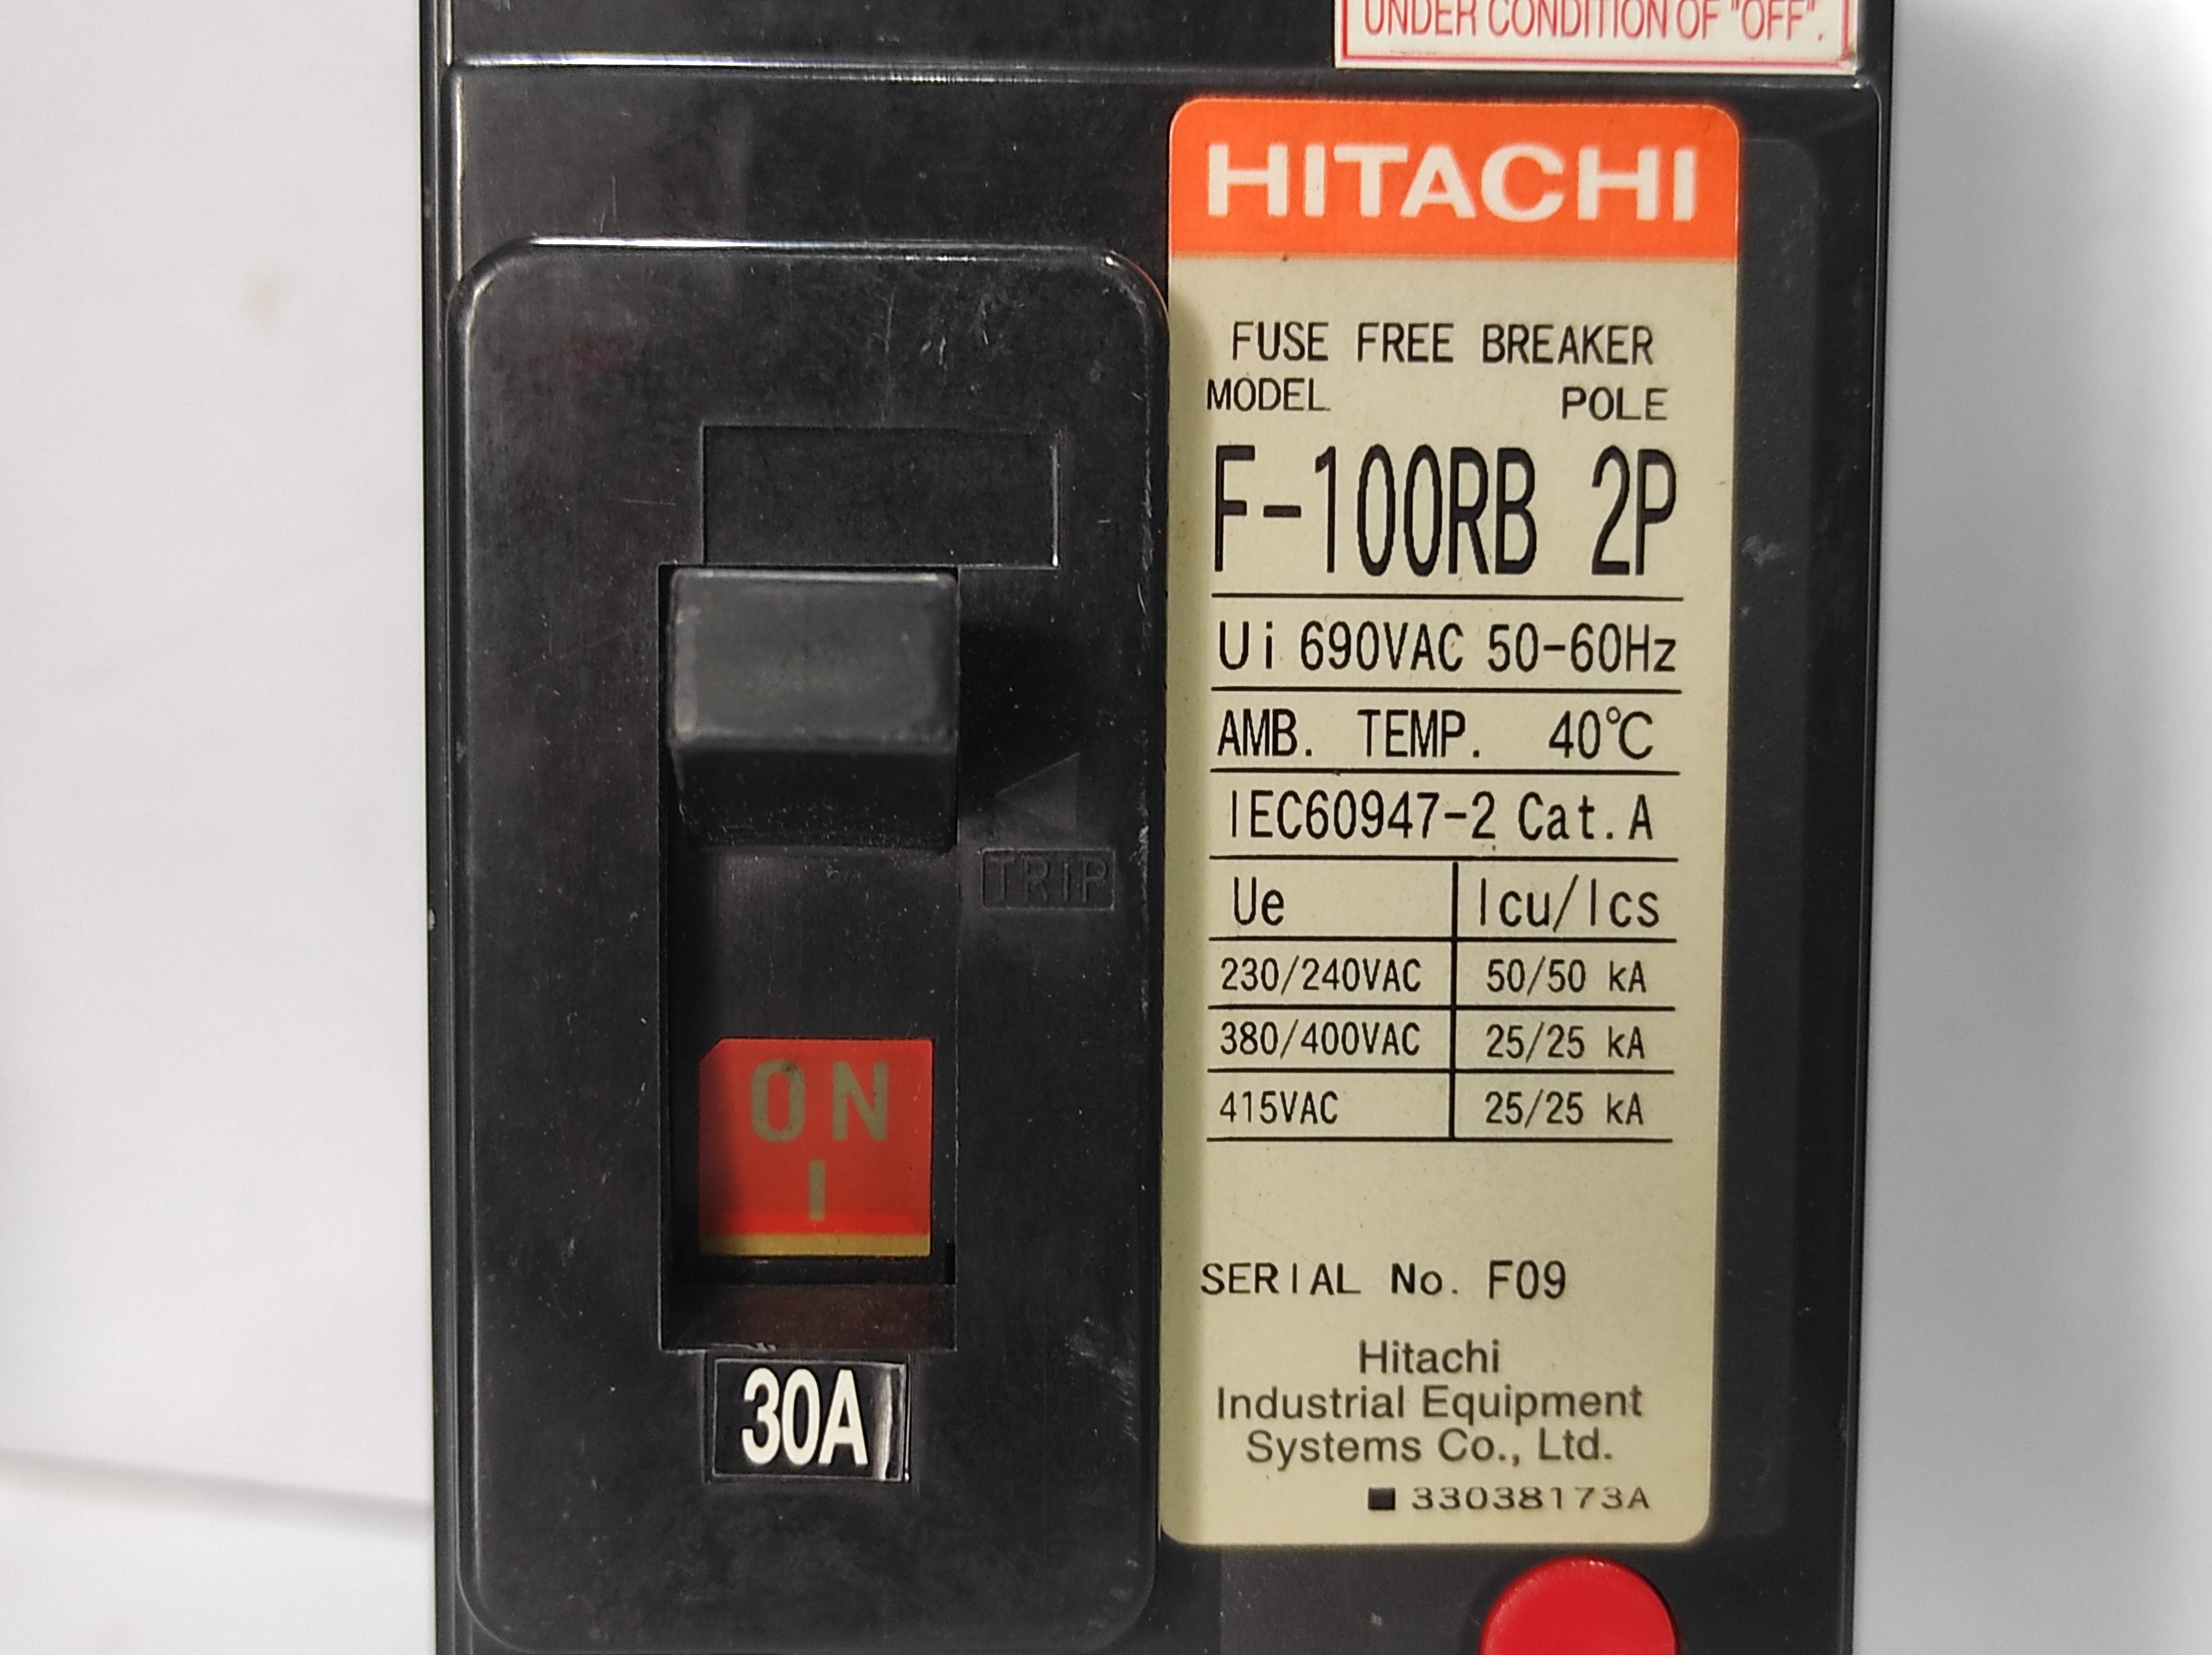 UNDER CONDITION OF "OFF".
HITACHI
FUSE FREE BREAKER
MODEL POLE
F-100RB 2P
Ui 690VAC 50-60Hz
AMB. TEMP. 40℃
IEC60947-2 Cat.A
Ue Icu/Ics
230/240VAC 50/50 kA
380/400VAC 25/25 kA
415VAC 25/25 kA
SERIAL No. F09
Hitachi
Industrial Equipment
Systems Co., Ltd.
■ 33038173A
TRIP
ON
I
30A